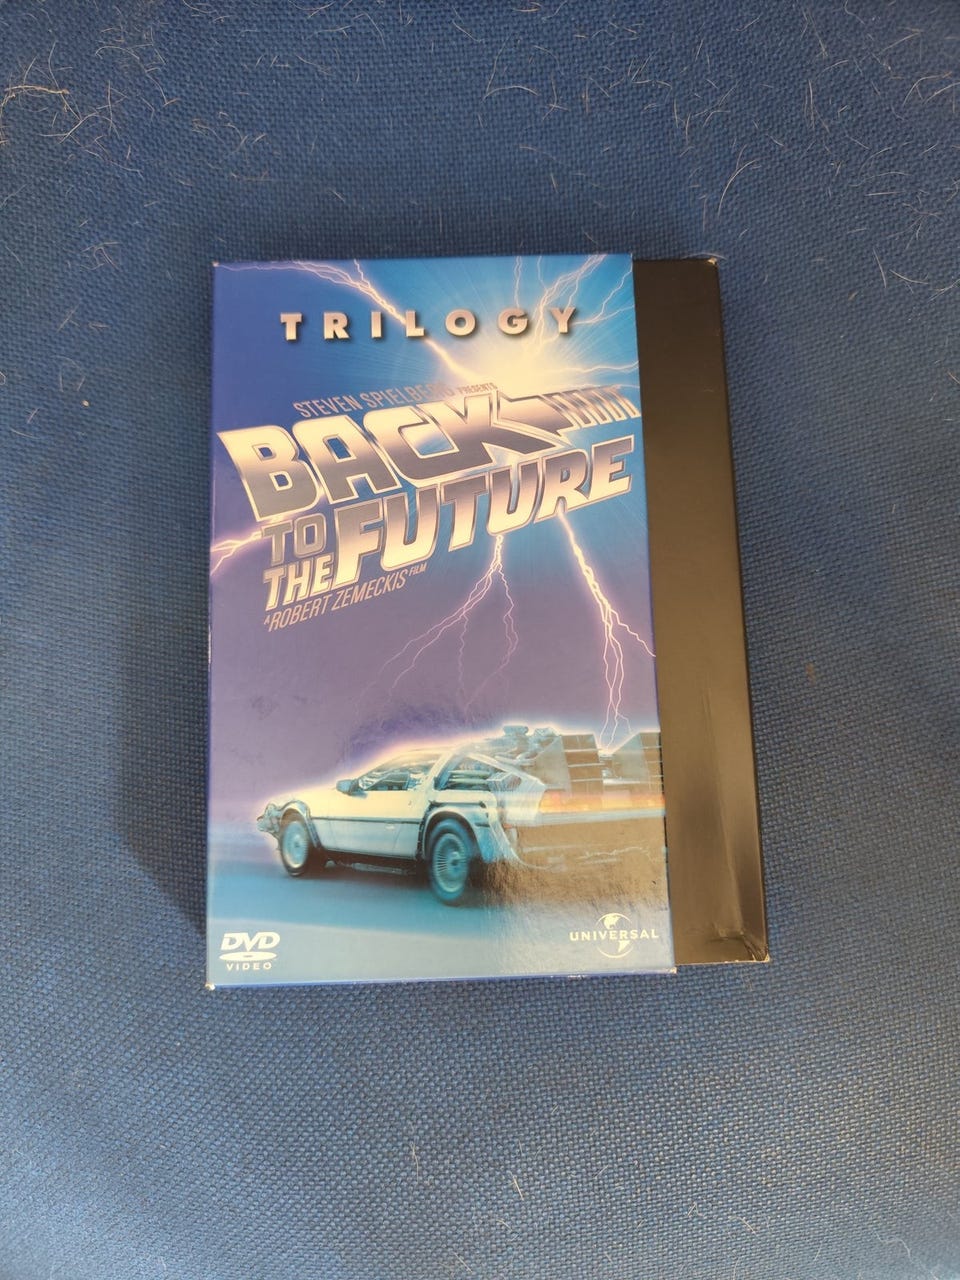 TRILOGY
STEVEN SPIELBERG PRESENTS
BACK
TO
THE FUTURE
A ROBERT ZEMECKIS FILM
DVD
VIDEO
UNIVERSAL